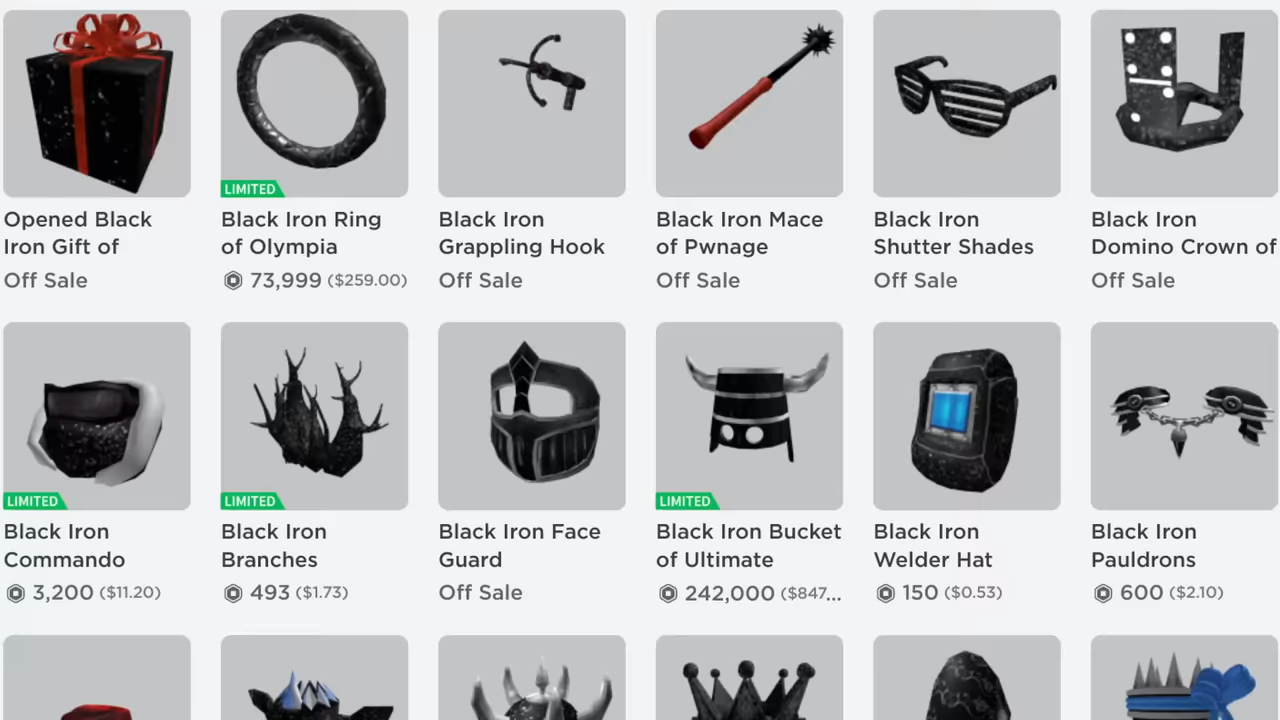 LIMITED
Opened Black
Iron Gift of
Off Sale
Black Iron Ring
of Olympia
73,999 ($259.00)
Black Iron
Grappling Hook
Off Sale
Black Iron Mace
of Pwnage
Off Sale
Black Iron
Shutter Shades
Off Sale
Black Iron
Domino Crown of
Off Sale
LIMITED
Black Iron
Commando
3,200 ($11.20)
LIMITED
Black Iron
Branches
493 ($1.73)
Black Iron Face
Guard
Off Sale
LIMITED
Black Iron Bucket
of Ultimate
242,000 ($847...
Black Iron
Welder Hat
150 ($0.53)
Black Iron
Pauldrons
600 ($2.10)